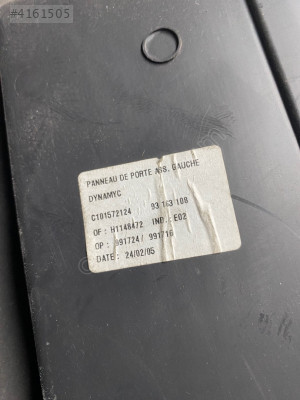 #4161505
PANNEAU DE PORTE ASS. GAUCHE
DYNAMYC
C101572124 93 163 108
OF : H1148472 IND.: E02
OP : 991724/ 991716
DATE : 24/02/05